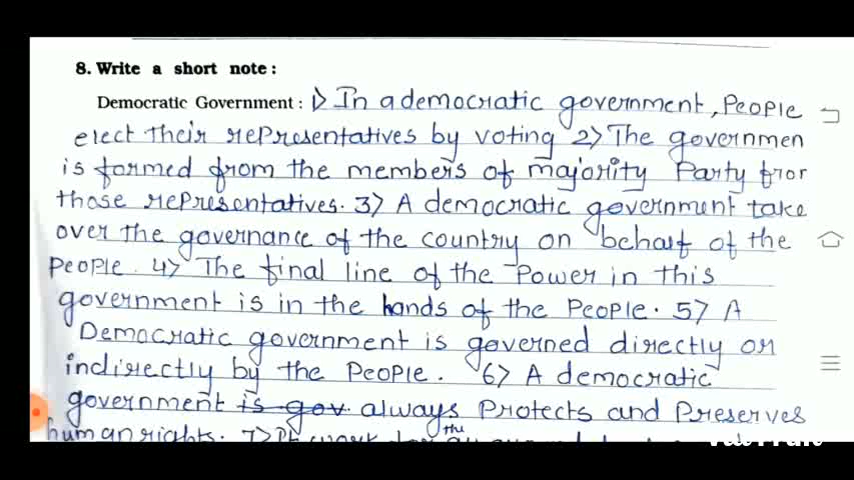 8. Write a short note :
Democratic Government : 1> In a democratic government, People
elect their representatives by voting 2> The governmen
is formed from the members of majority Party fror
those representatives. 3> A democratic government take
over the governance of the country on behalf of the
People. 4> The final line of the Power in this
government is in the hands of the People. 5> A
Democratic government is governed directly or
indirectly by the People. 6> A democratic
government is gov. always Protects and Preserves
human rights. 7> the